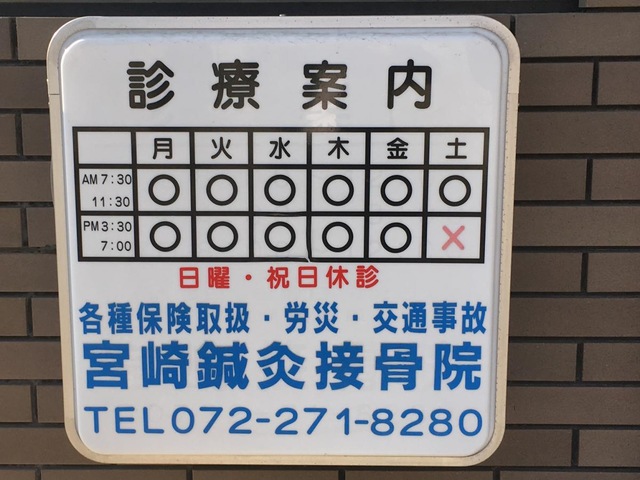 診療案内
月 火 水 木 金 土
AM 7:30 ○ ○ ○ ○ ○ ○
11:30
PM 3:30 ○ ○ ○ ○ ○ ×
7:00
日曜・祝日休診
各種保険取扱・労災・交通事故
宮崎鍼灸接骨院
TEL072-271-8280